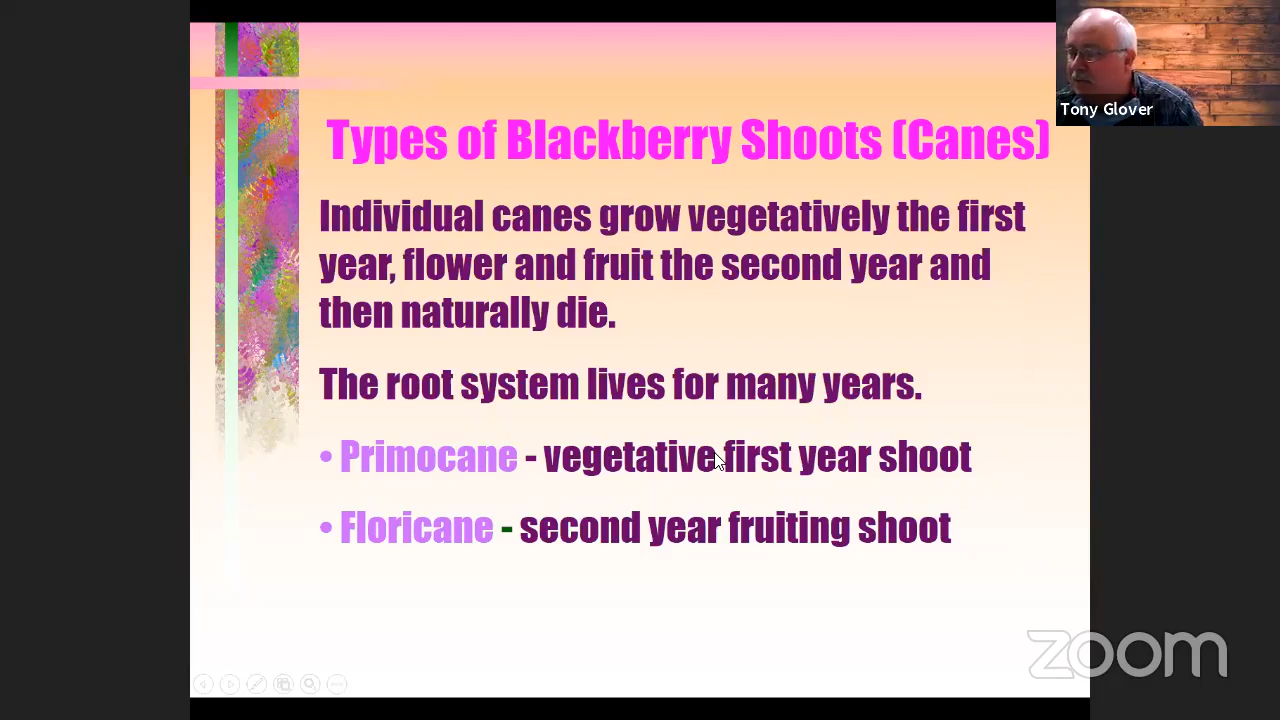 Types of Blackberry Shoots (Canes)
Tony Glover
Individual canes grow vegetatively the first
year, flower and fruit the second year and
then naturally die.
The root system lives for many years.
• Primocane - vegetative first year shoot
• Floricane - second year fruiting shoot
zoom